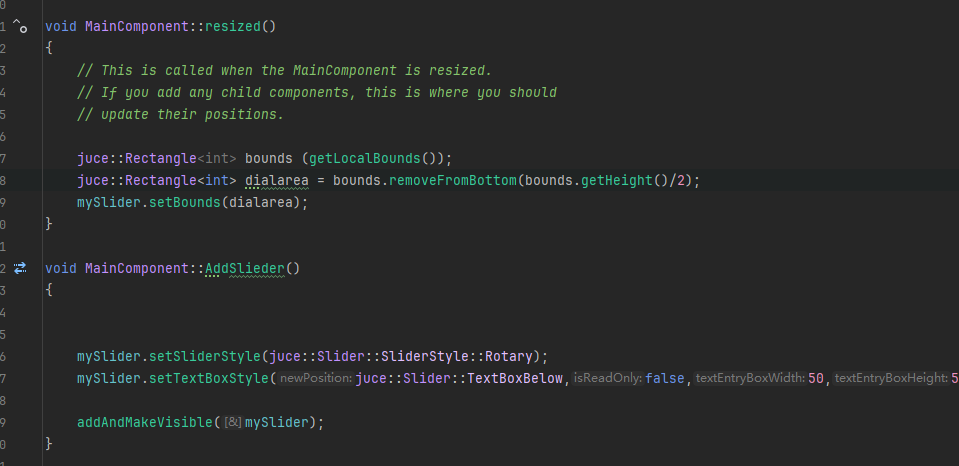 0
1 void MainComponent::resized()
2 {
3 // This is called when the MainComponent is resized.
4 // If you add any child components, this is where you should
5 // update their positions.
6
7 juce::Rectangle<int> bounds (getLocalBounds());
8 juce::Rectangle<int> dialarea = bounds.removeFromBottom(bounds.getHeight()/2);
9 mySlider.setBounds(dialarea);
0 }
1
2 void MainComponent::AddSlieder()
3 {
4
5
6 mySlider.setSliderStyle(juce::Slider::SliderStyle::Rotary);
7 mySlider.setTextBoxStyle( newPosition: juce::Slider::TextBoxBelow, isReadOnly: false, textEntryBoxWidth: 50, textEntryBoxHeight: 5
8
9 addAndMakeVisible( [&] mySlider);
0 }
1